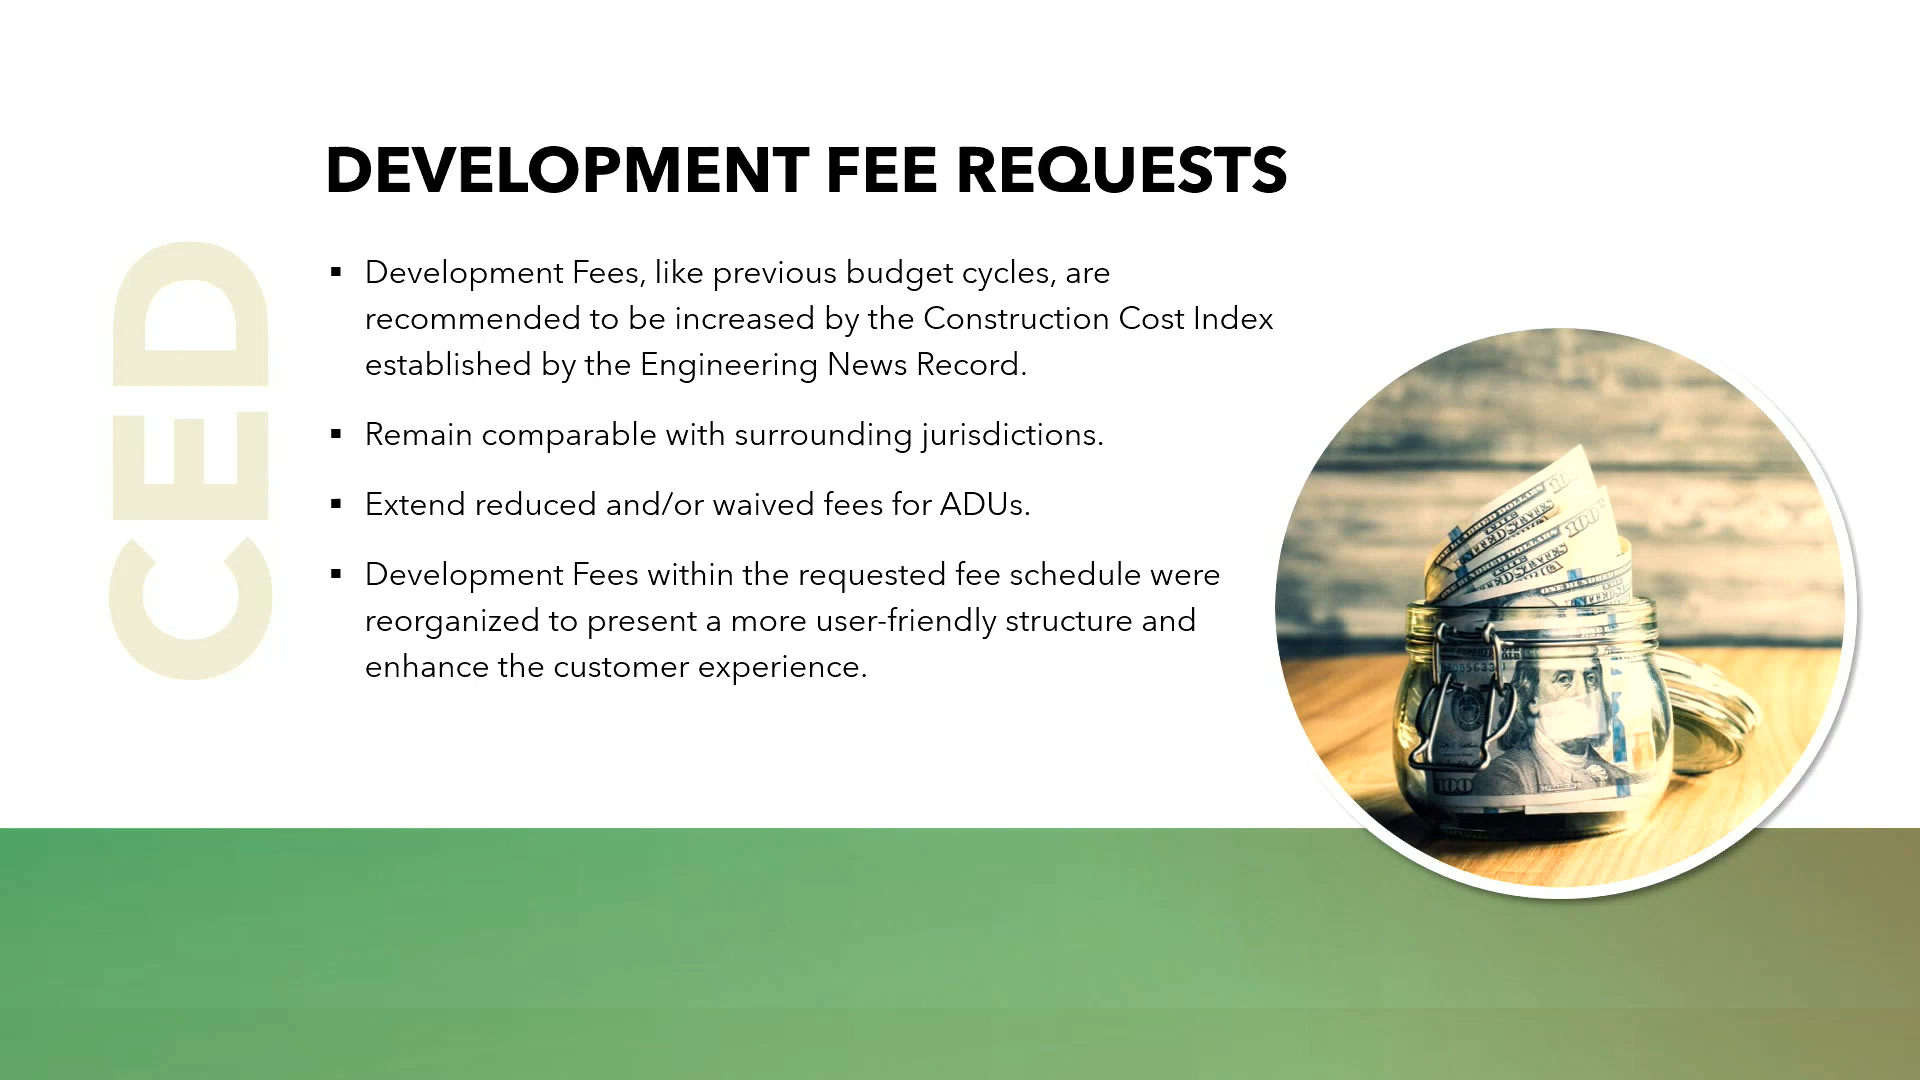 DEVELOPMENT FEE REQUESTS
CED
▪ Development Fees, like previous budget cycles, are
recommended to be increased by the Construction Cost Index
established by the Engineering News Record.
▪ Remain comparable with surrounding jurisdictions.
▪ Extend reduced and/or waived fees for ADUs.
▪ Development Fees within the requested fee schedule were
reorganized to present a more user-friendly structure and
enhance the customer experience.
100
100